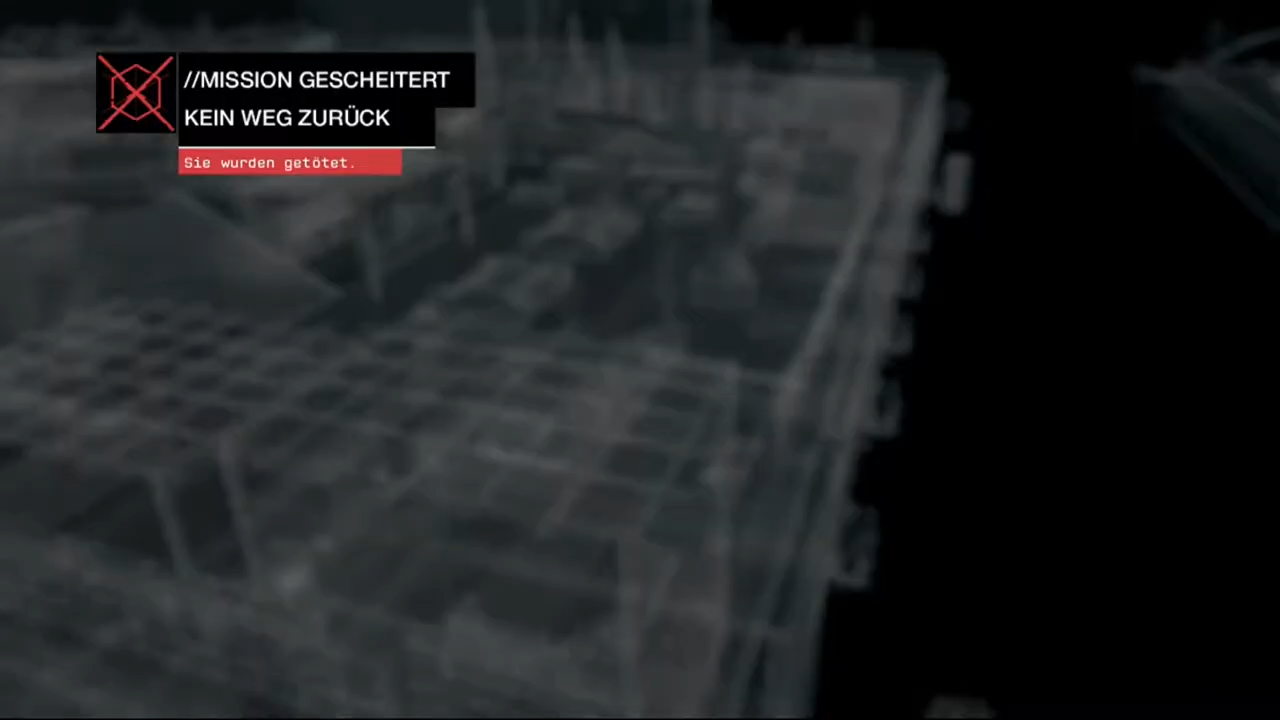 //MISSION GESCHEITERT
KEIN WEG ZURÜCK
Sie wurden getötet.